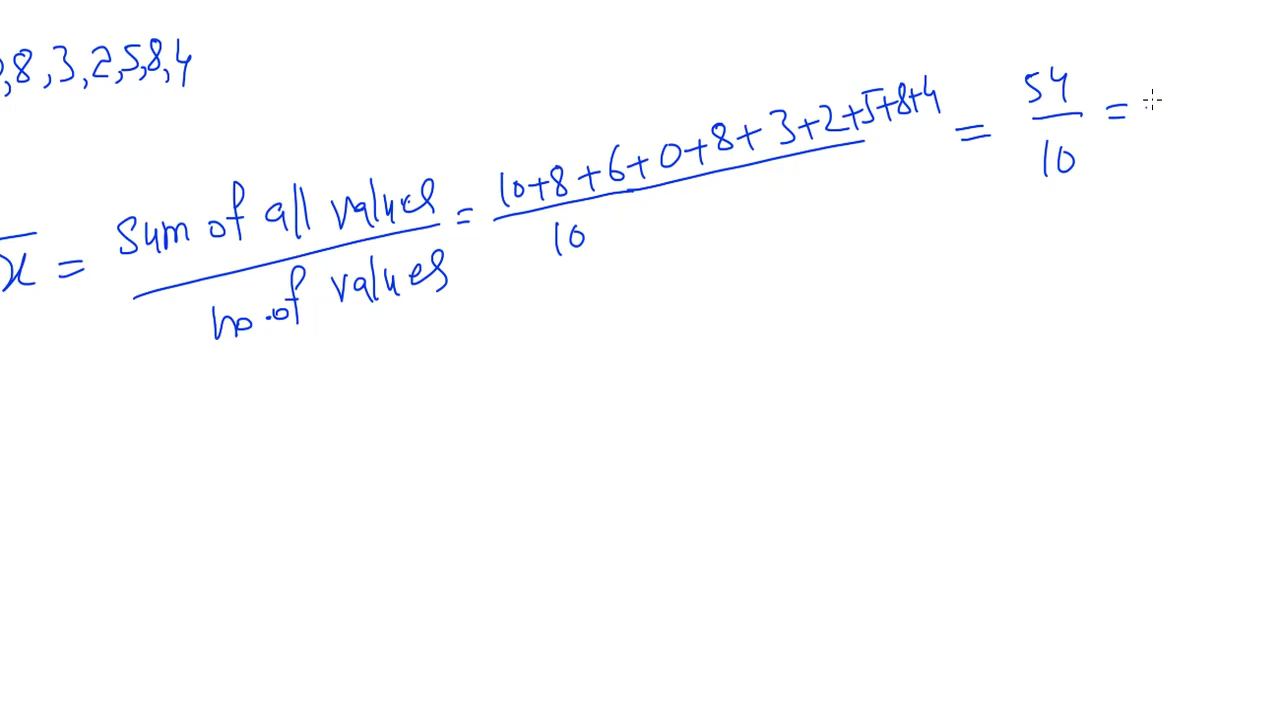 ,8,3,2,5,8,4
x̄ = Sum of all values / no. of values = 10+8+6+0+8+3+2+5+8+4 / 10 = 54 / 10 =